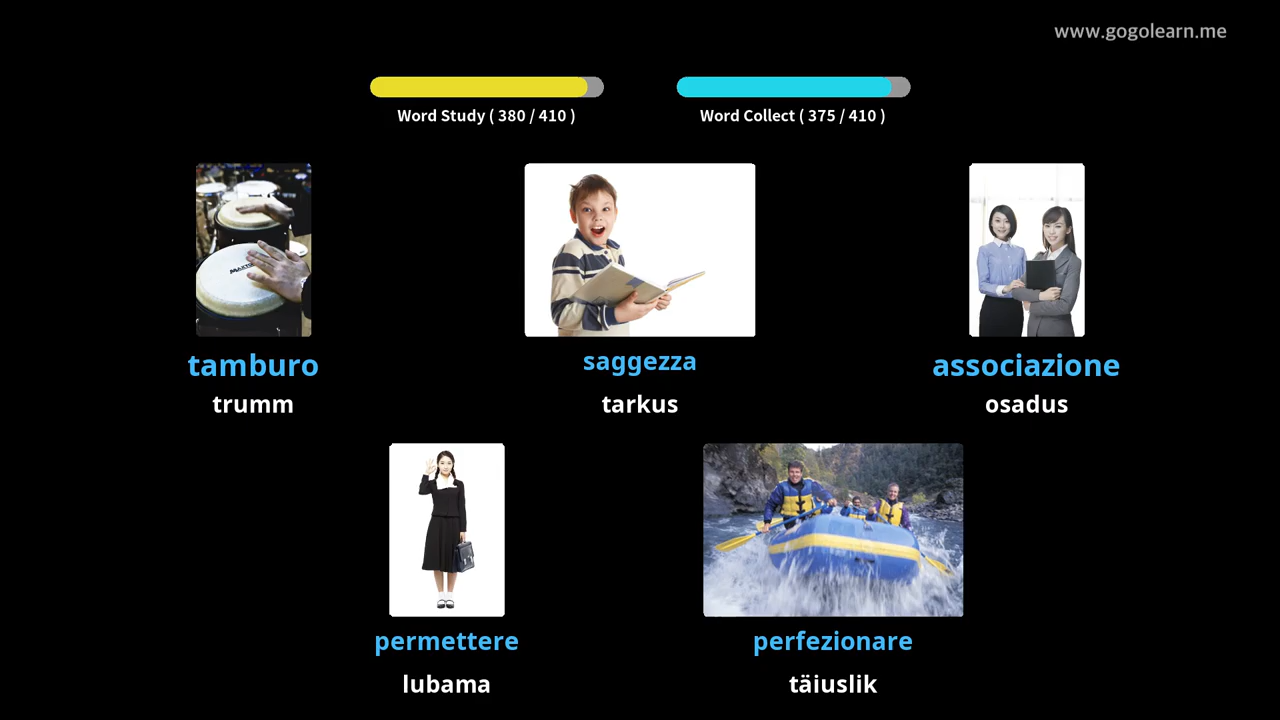 www.gogolearn.me
Word Study ( 380 / 410 )
Word Collect ( 375 / 410 )
tamburo
trumm
saggezza
tarkus
associazione
osadus
permettere
lubama
perfezionare
täiuslik